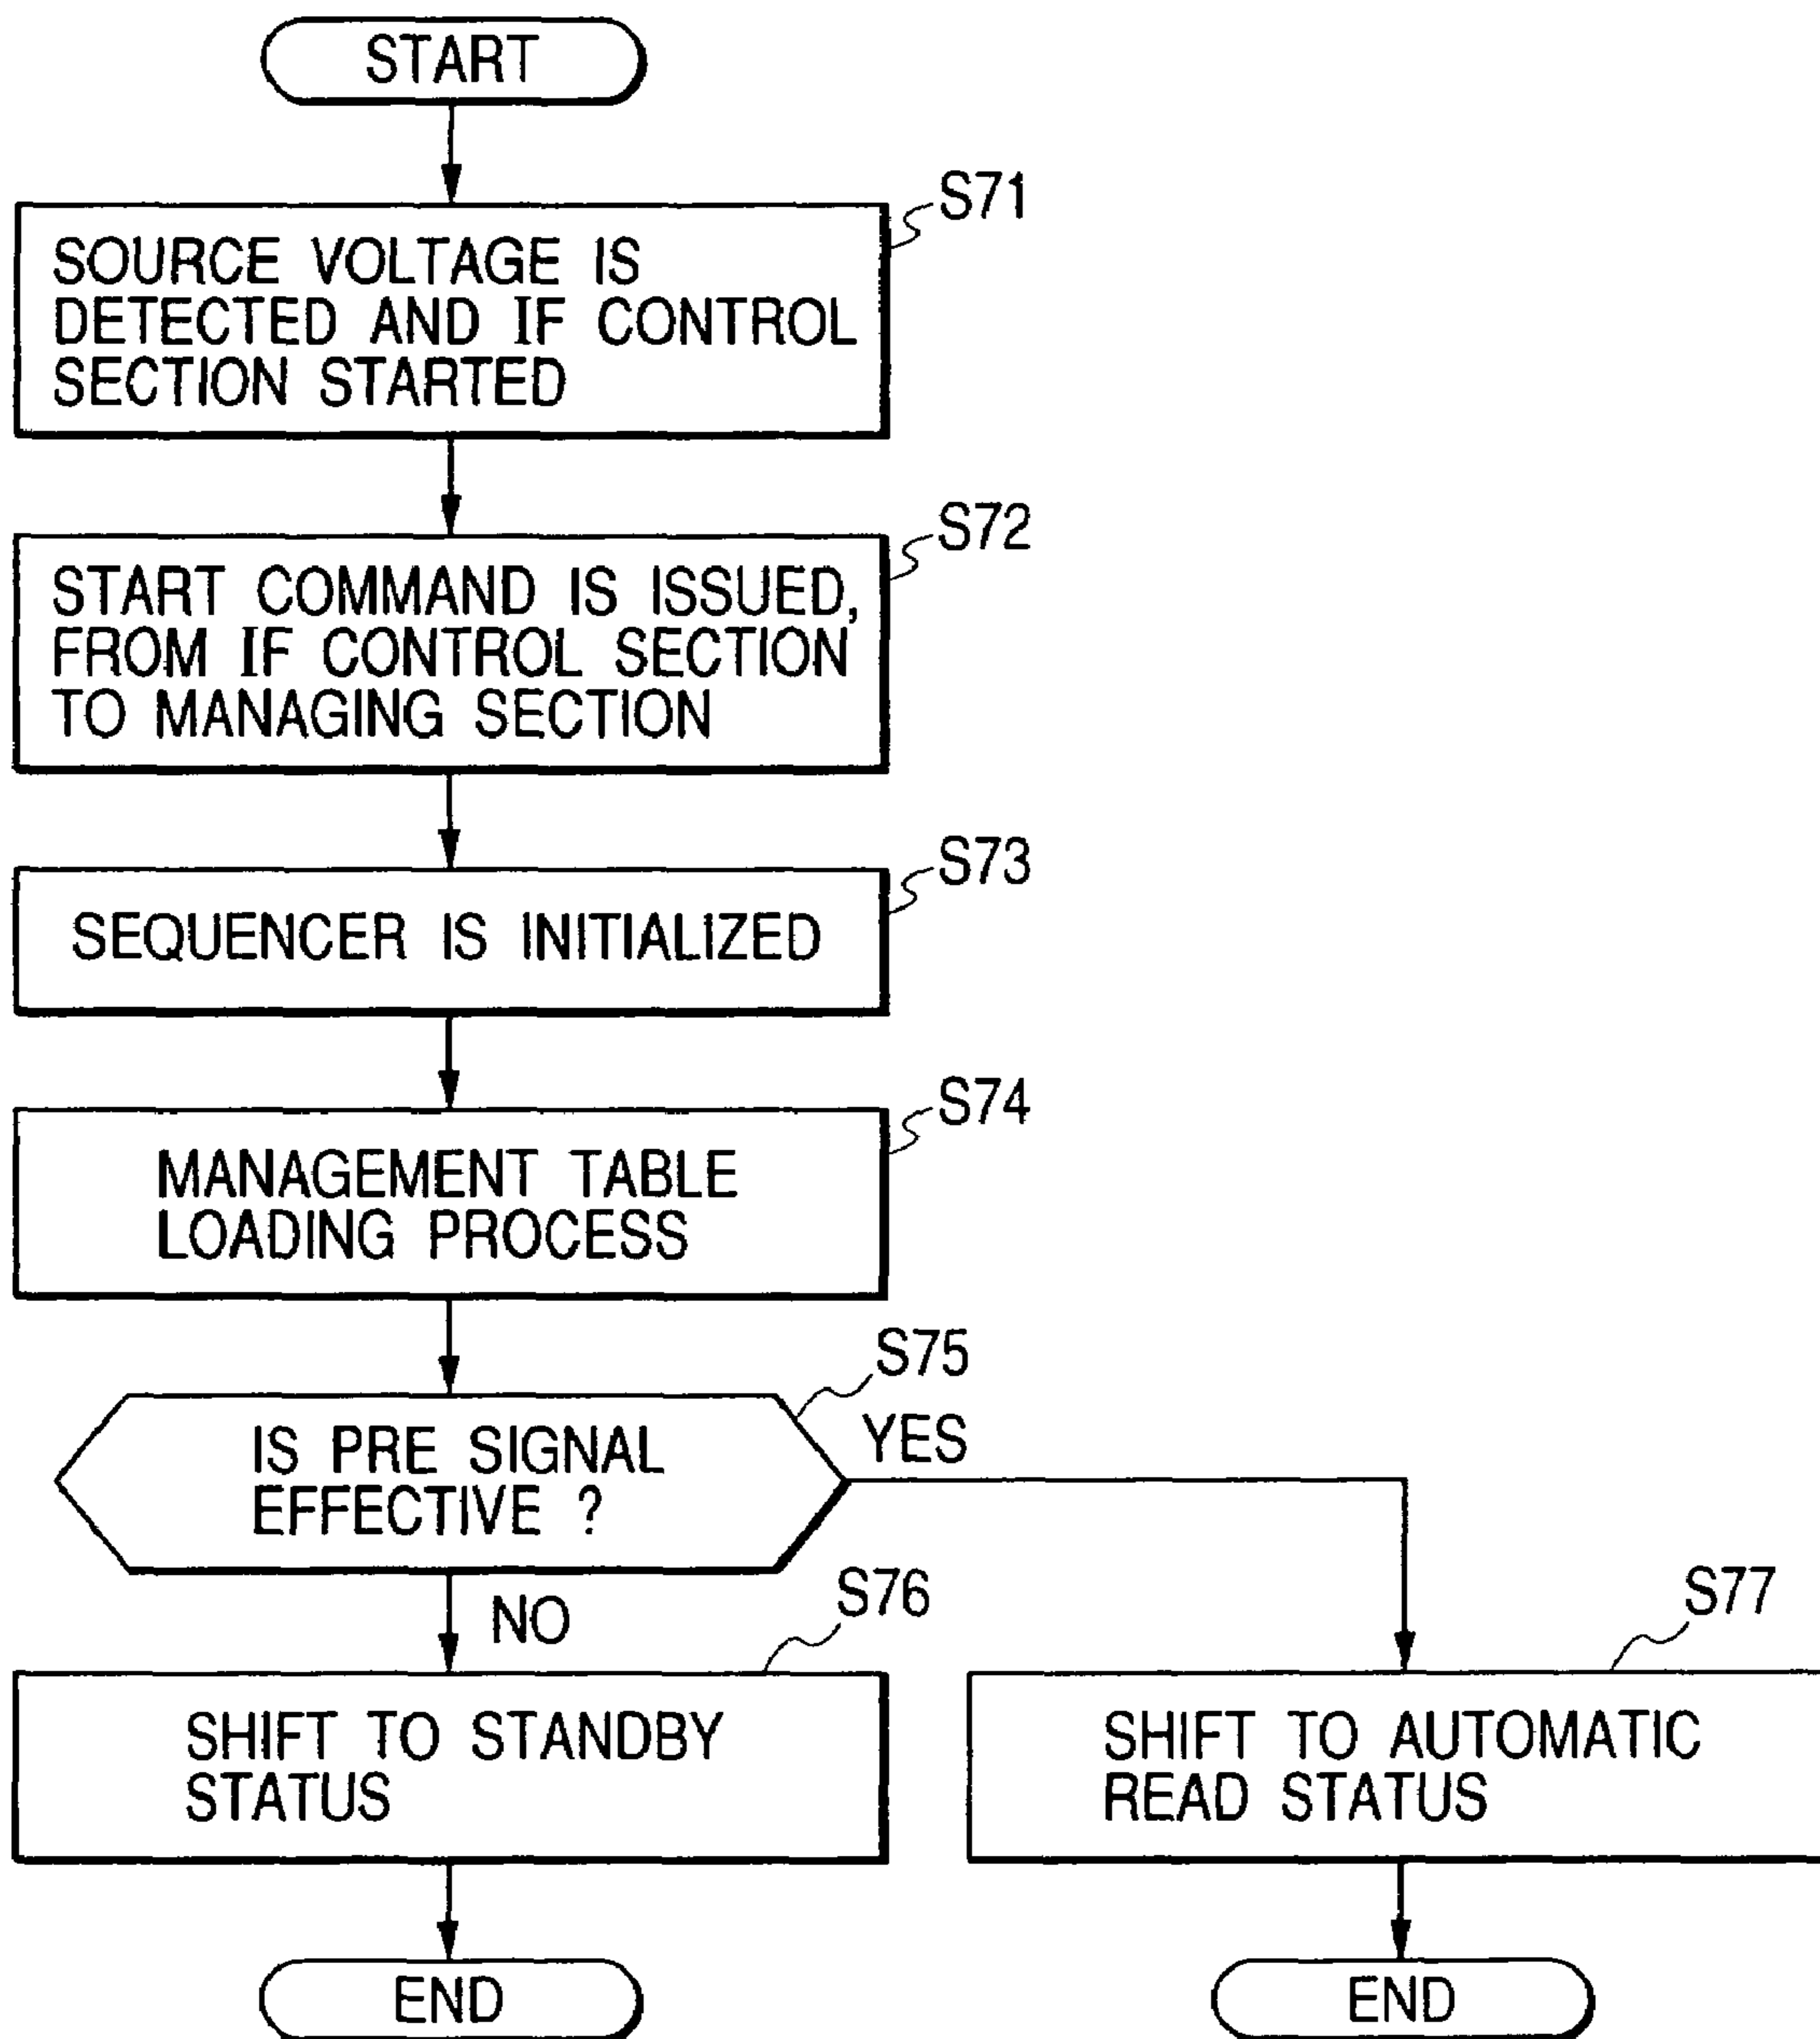 START
S71
SOURCE VOLTAGE IS
DETECTED AND IF CONTROL
SECTION STARTED
S72
START COMMAND IS ISSUED,
FROM IF CONTROL SECTION
TO MANAGING SECTION
S73
SEQUENCER IS INITIALIZED
S74
MANAGEMENT TABLE
LOADING PROCESS
S75
IS PRE SIGNAL
EFFECTIVE ?
YES
NO
S76
SHIFT TO STANDBY
STATUS
S77
SHIFT TO AUTOMATIC
READ STATUS
END
END